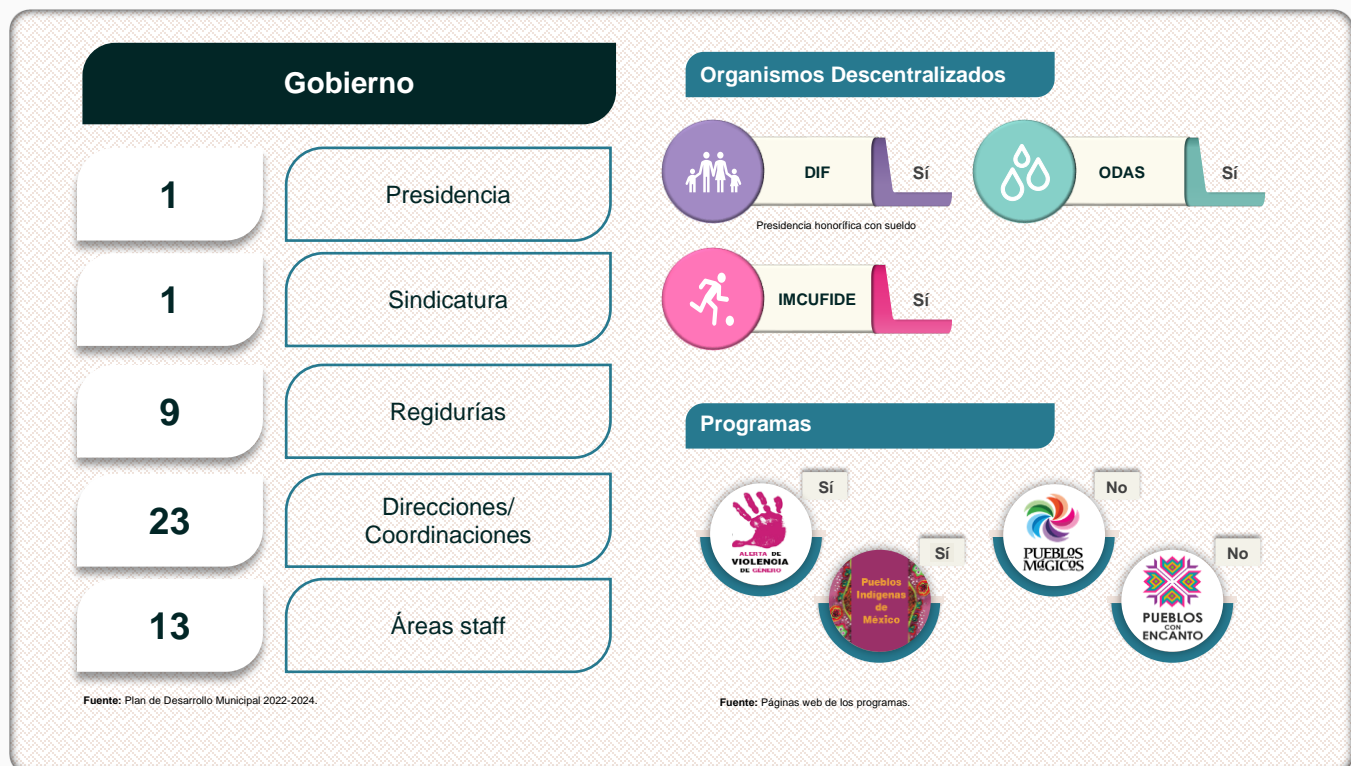 Gobierno
1
Presidencia
1
Sindicatura
9
Regidurías
23
Direcciones/
Coordinaciones
13
Áreas staff
Fuente: Plan de Desarrollo Municipal 2022-2024.
Organismos Descentralizados
DIF
Sí
Presidencia honorífica con sueldo
ODAS
Sí
IMCUFIDE
Sí
Programas
Sí
ALERTA DE
VIOLENCIA
DE GÉNERO
Sí
Pueblos
Indígenas
de
México
No
PUEBLOS
MáGICOS
No
PUEBLOS
CON
ENCANTO
Fuente: Páginas web de los programas.